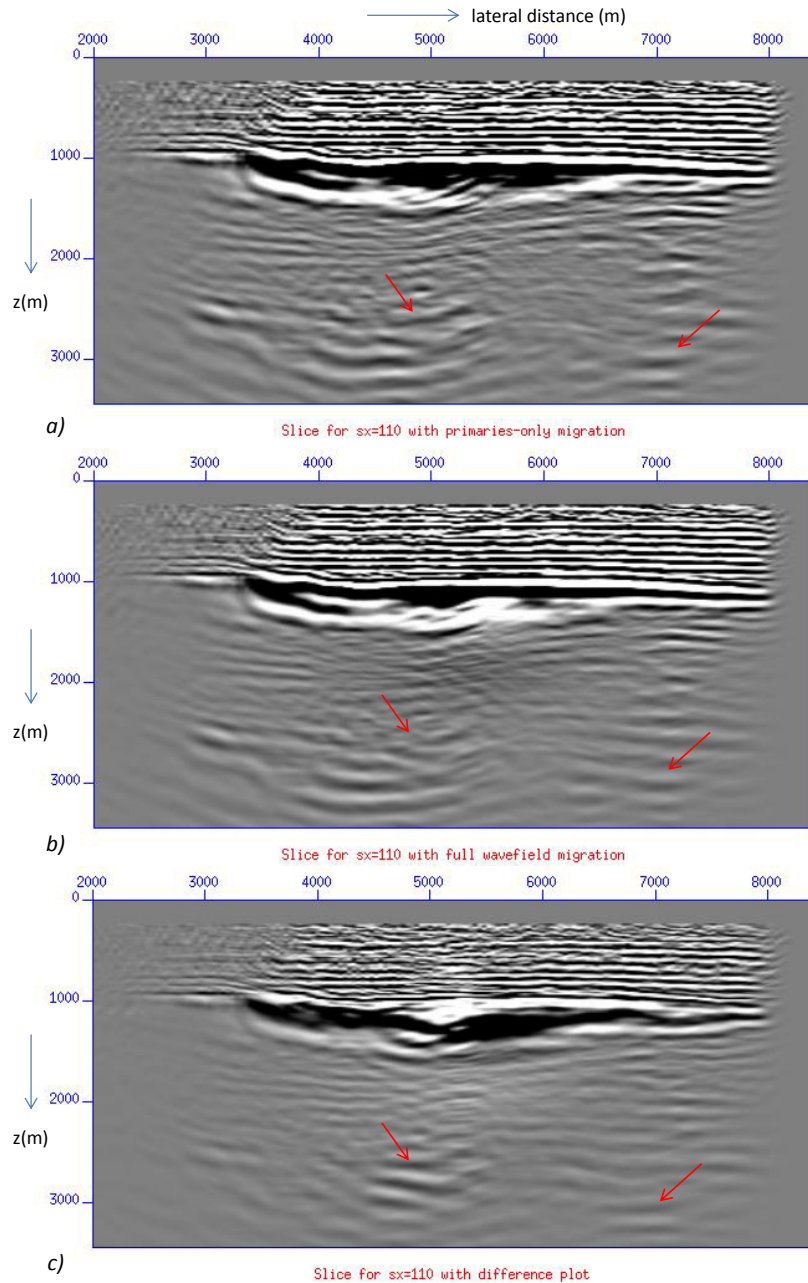 lateral distance (m)
2000 3000 4000 5000 6000 7000 8000
0
1000
2000
z(m)
3000
a)
Slice for sx=110 with primaries-only migration
2000 3000 4000 5000 6000 7000 8000
0
1000
2000
z(m)
3000
b)
Slice for sx=110 with full wavefield migration
2000 3000 4000 5000 6000 7000 8000
0
1000
2000
z(m)
3000
c)
Slice for sx=110 with difference plot